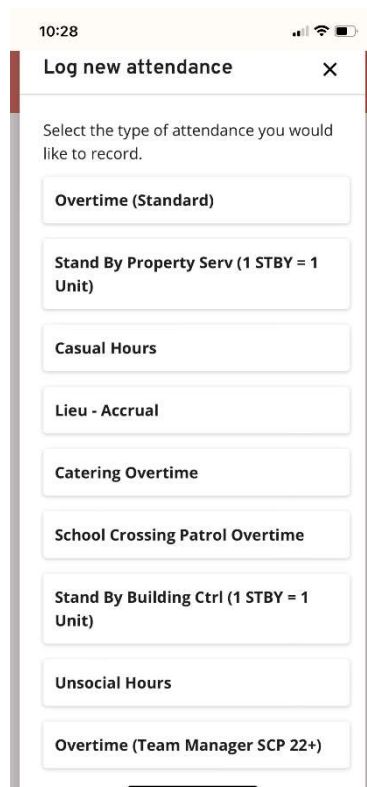 10:28
Log new attendance
Select the type of attendance you would
like to record.
Overtime (Standard)
Stand By Property Serv (1 STBY = 1
Unit)
Casual Hours
Lieu - Accrual
Catering Overtime
School Crossing Patrol Overtime
Stand By Building Ctrl (1 STBY = 1
Unit)
Unsocial Hours
Overtime (Team Manager SCP 22+)